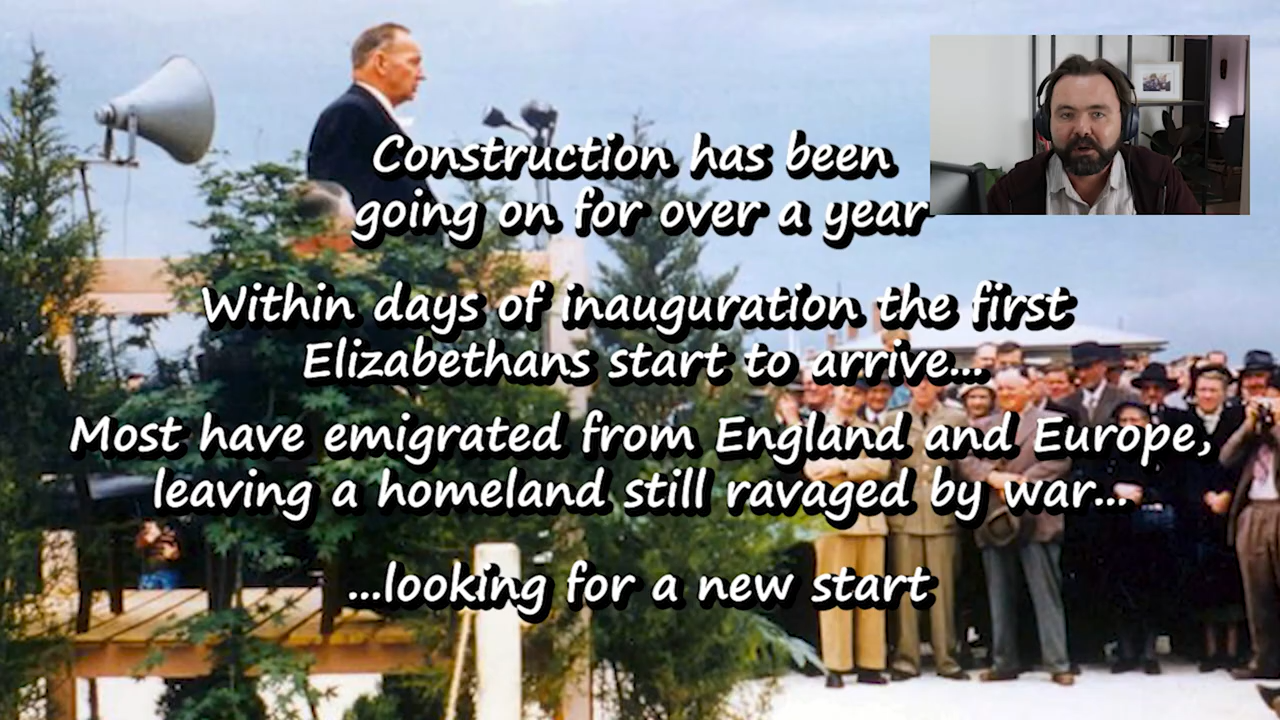 Construction has been
going on for over a year
Within days of inauguration the first
Elizabethans start to arrive...
Most have emigrated from England and Europe,
leaving a homeland still ravaged by war...
...looking for a new start